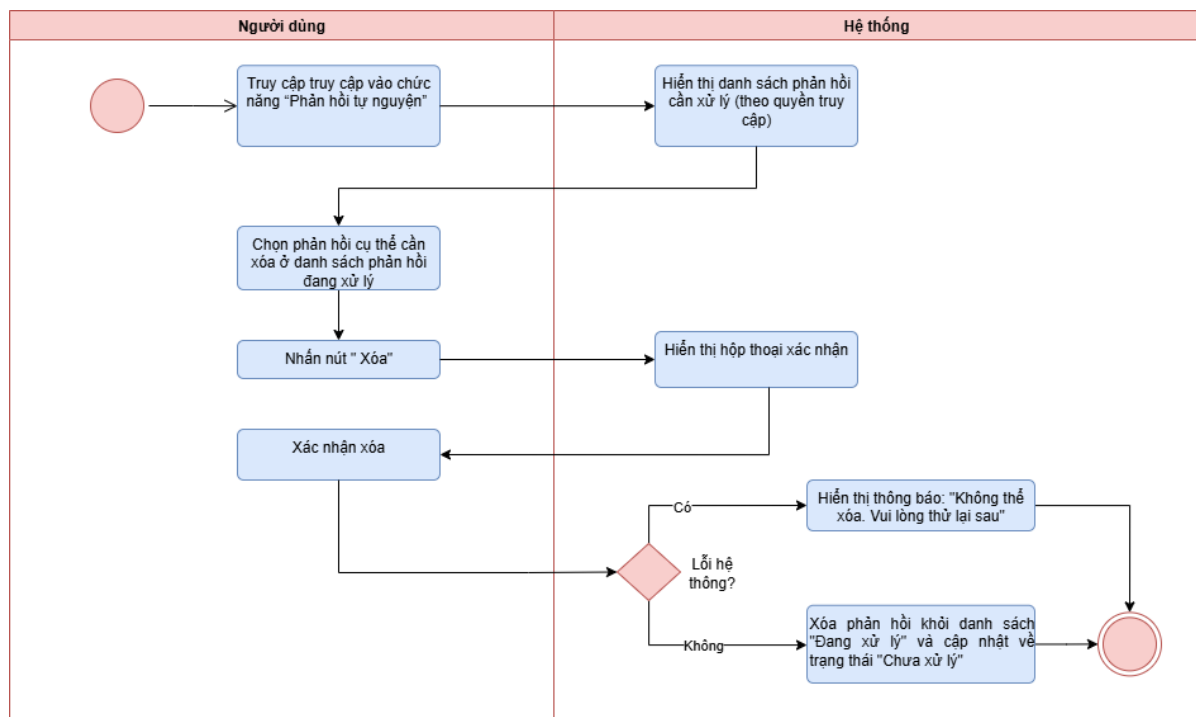 Người dùng
Hệ thống
Truy cập truy cập vào chức
năng “Phản hồi tự nguyện”
Hiển thị danh sách phản hồi
cần xử lý (theo quyền truy
cập)
Chọn phản hồi cụ thể cần
xóa ở danh sách phản hồi
đang xử lý
Nhấn nút " Xóa"
Hiển thị hộp thoại xác nhận
Xác nhận xóa
Có
Hiển thị thông báo: "Không thể
xóa. Vui lòng thử lại sau"
Lỗi hệ
thông?
Không
Xóa phản hồi khỏi danh sách
"Đang xử lý" và cập nhật về
trạng thái "Chưa xử lý"